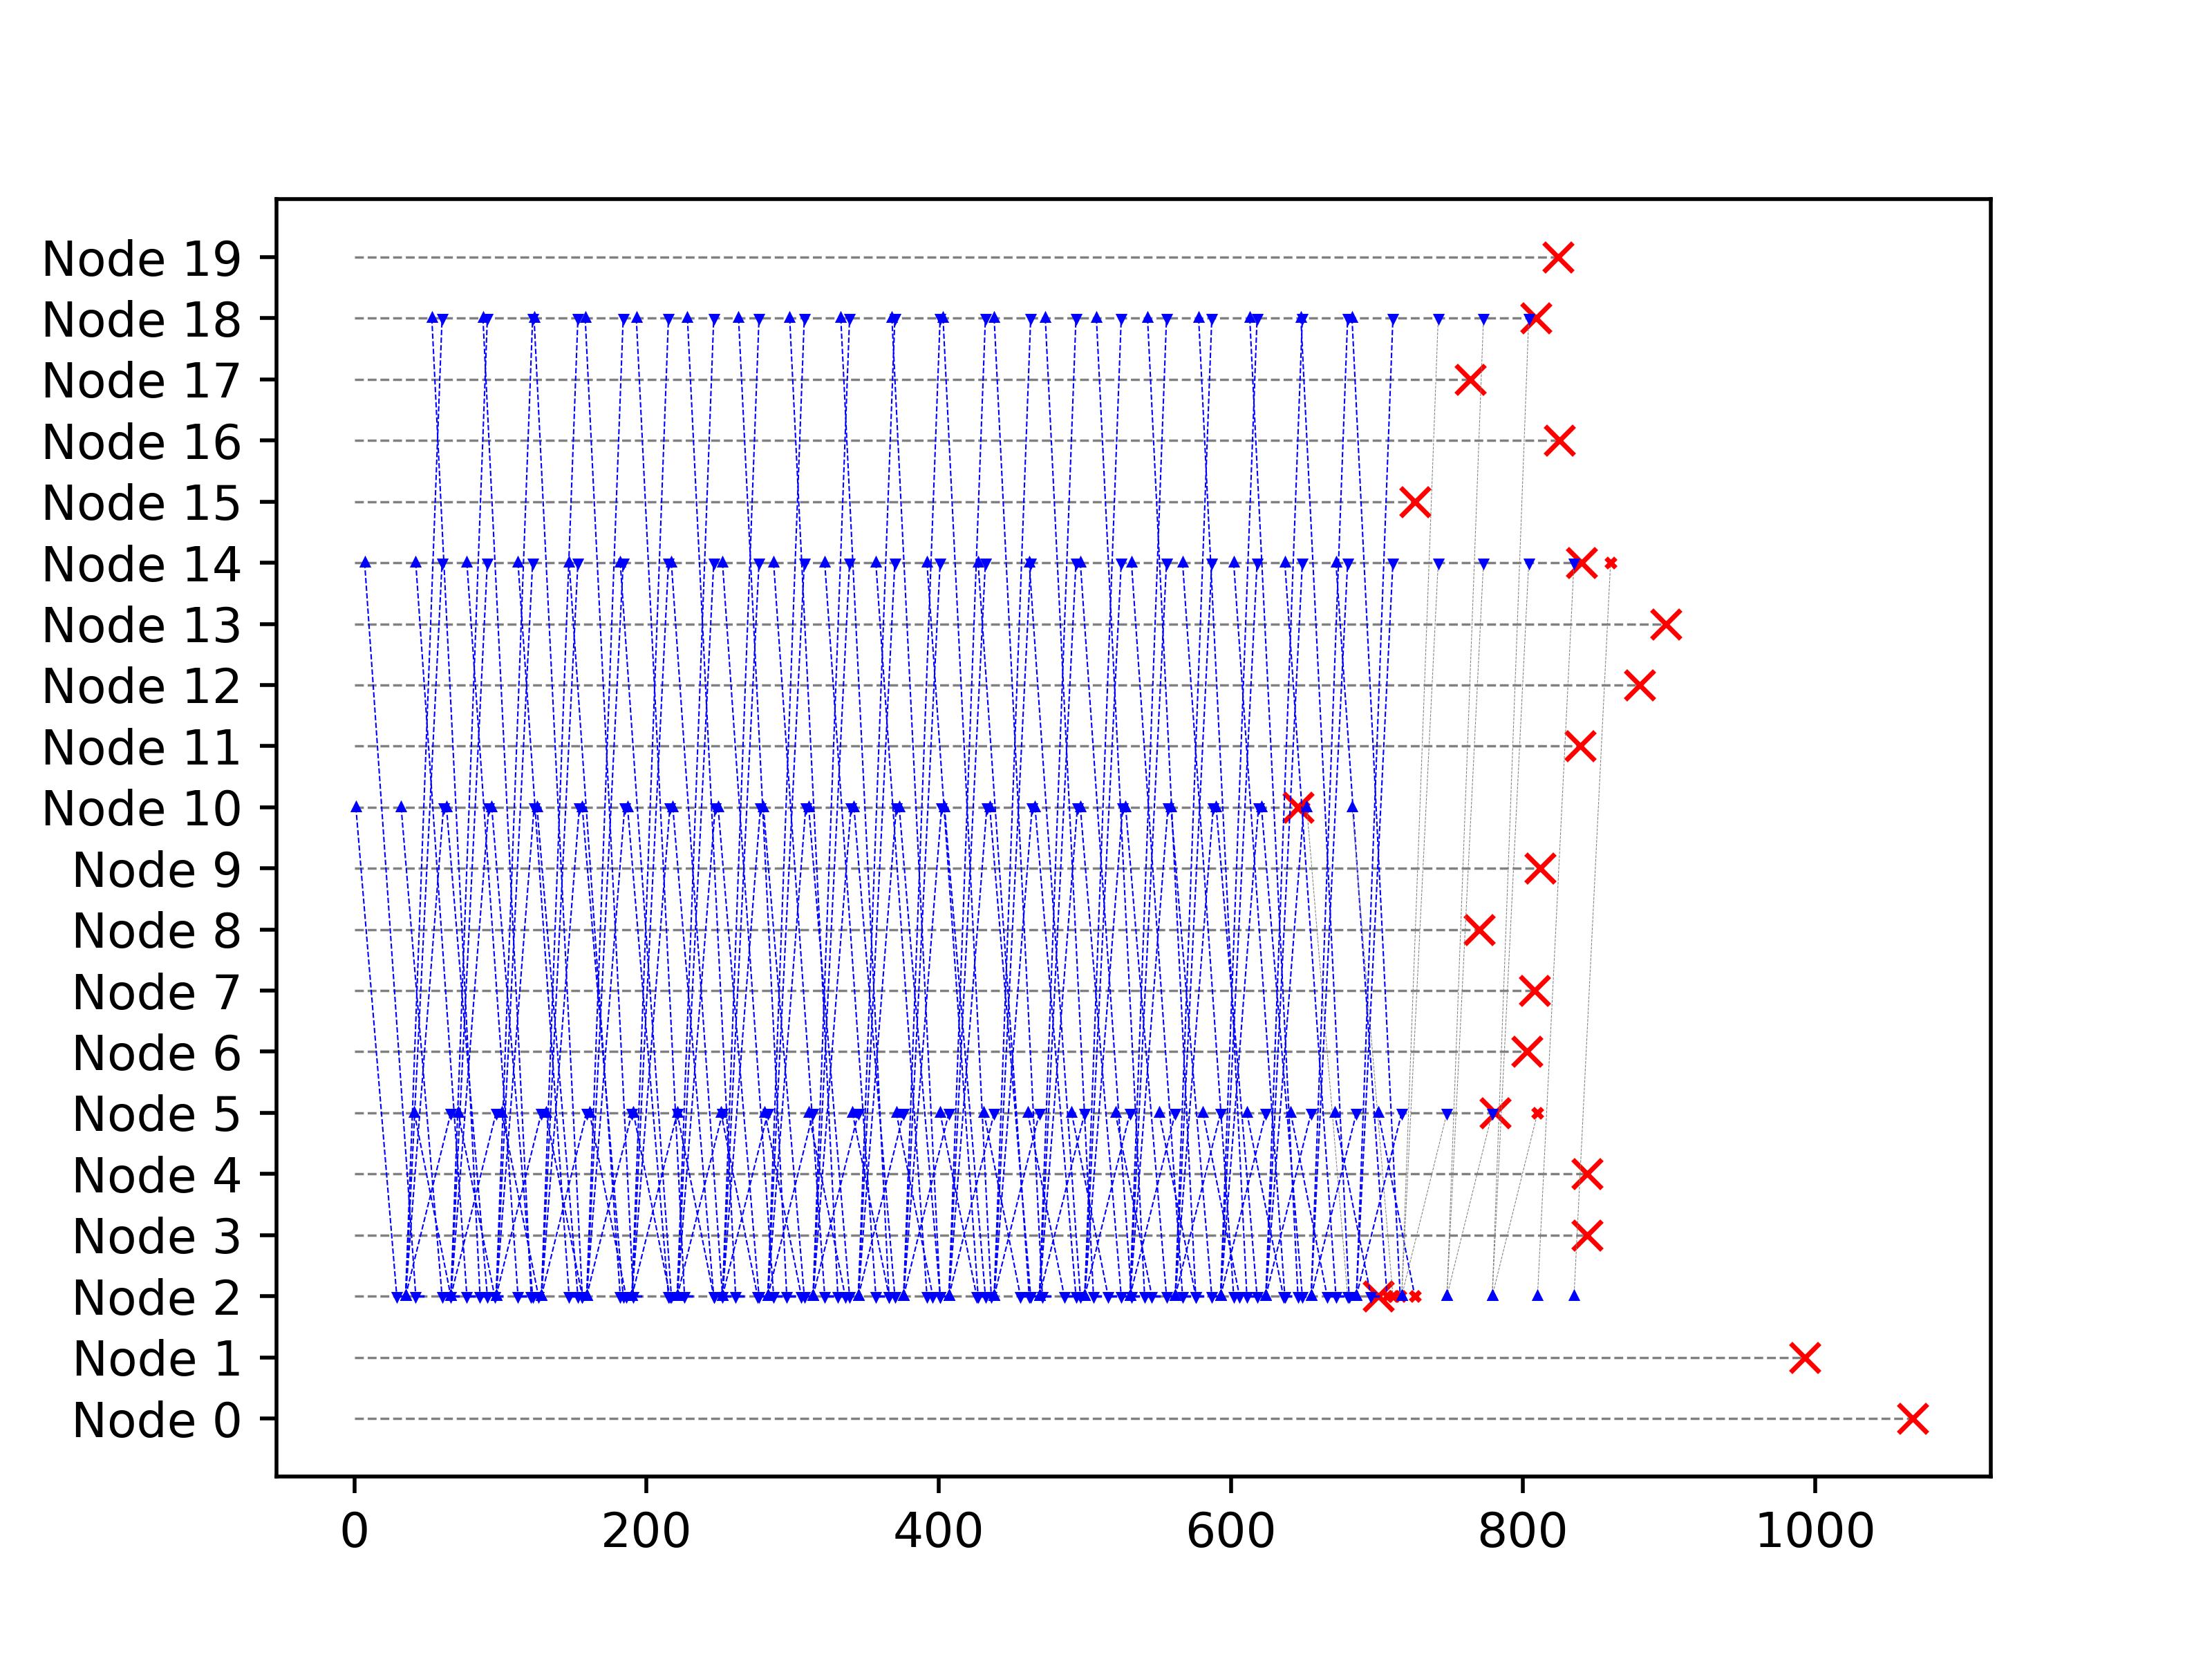 Node 19
Node 18
Node 17
Node 16
Node 15
Node 14
Node 13
Node 12
Node 11
Node 10
Node 9
Node 8
Node 7
Node 6
Node 5
Node 4
Node 3
Node 2
Node 1
Node 0
0 200 400 600 800 1000